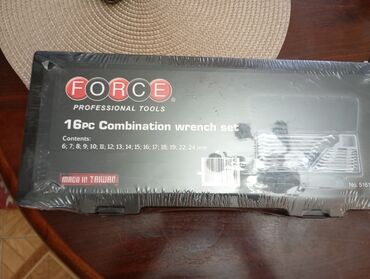 FORCE®
PROFESSIONAL TOOLS
16pc Combination wrench set
Contents:
6; 7; 8; 9; 10; 11; 12; 13; 14; 15; 16; 17; 18; 19; 22; 24 mm
No. 5161
MADE IN TAIWAN